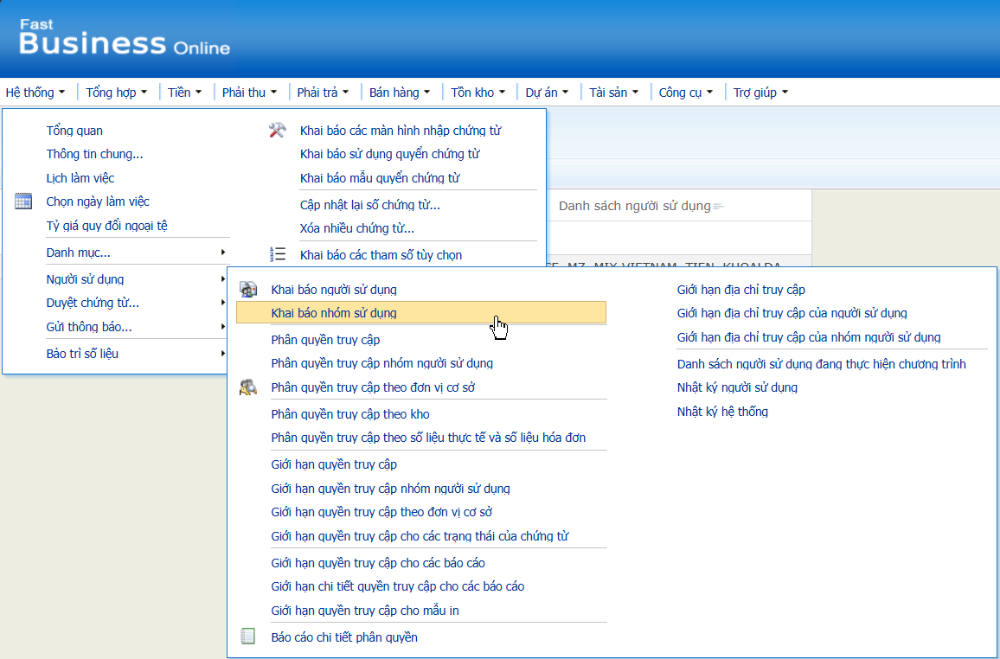 Fast
Business Online
Hệ thống Tổng hợp Tiền Phải thu Phải trả Bán hàng Tồn kho Dự án Tài sản Công cụ Trợ giúp
Tổng quan
Thông tin chung...
Lịch làm việc
Chọn ngày làm việc
Tỷ giá quy đổi ngoại tệ
Danh mục...
Người sử dụng
Duyệt chứng từ...
Gửi thông báo...
Bảo trì số liệu
Khai báo các màn hình nhập chứng từ
Khai báo sử dụng quyển chứng từ
Khai báo mẫu quyển chứng từ
Cập nhật lại số chứng từ...
Xóa nhiều chứng từ...
Khai báo các tham số tùy chọn
Danh sách người sử dụng
MZ, MIX VIETNAM, TIEN, KHOALDA
Khai báo người sử dụng
Khai báo nhóm sử dụng
Phân quyền truy cập
Phân quyền truy cập nhóm người sử dụng
Phân quyền truy cập theo đơn vị cơ sở
Phân quyền truy cập theo kho
Phân quyền truy cập theo số liệu thực tế và số liệu hóa đơn
Giới hạn quyền truy cập
Giới hạn quyền truy cập nhóm người sử dụng
Giới hạn quyền truy cập theo đơn vị cơ sở
Giới hạn quyền truy cập cho các trạng thái của chứng từ
Giới hạn quyền truy cập cho các báo cáo
Giới hạn chi tiết quyền truy cập cho các báo cáo
Giới hạn quyền truy cập cho mẫu in
Báo cáo chi tiết phân quyền
Giới hạn địa chỉ truy cập
Giới hạn địa chỉ truy cập của người sử dụng
Giới hạn địa chỉ truy cập của nhóm người sử dụng
Danh sách người sử dụng đang thực hiện chương trình
Nhật ký người sử dụng
Nhật ký hệ thống